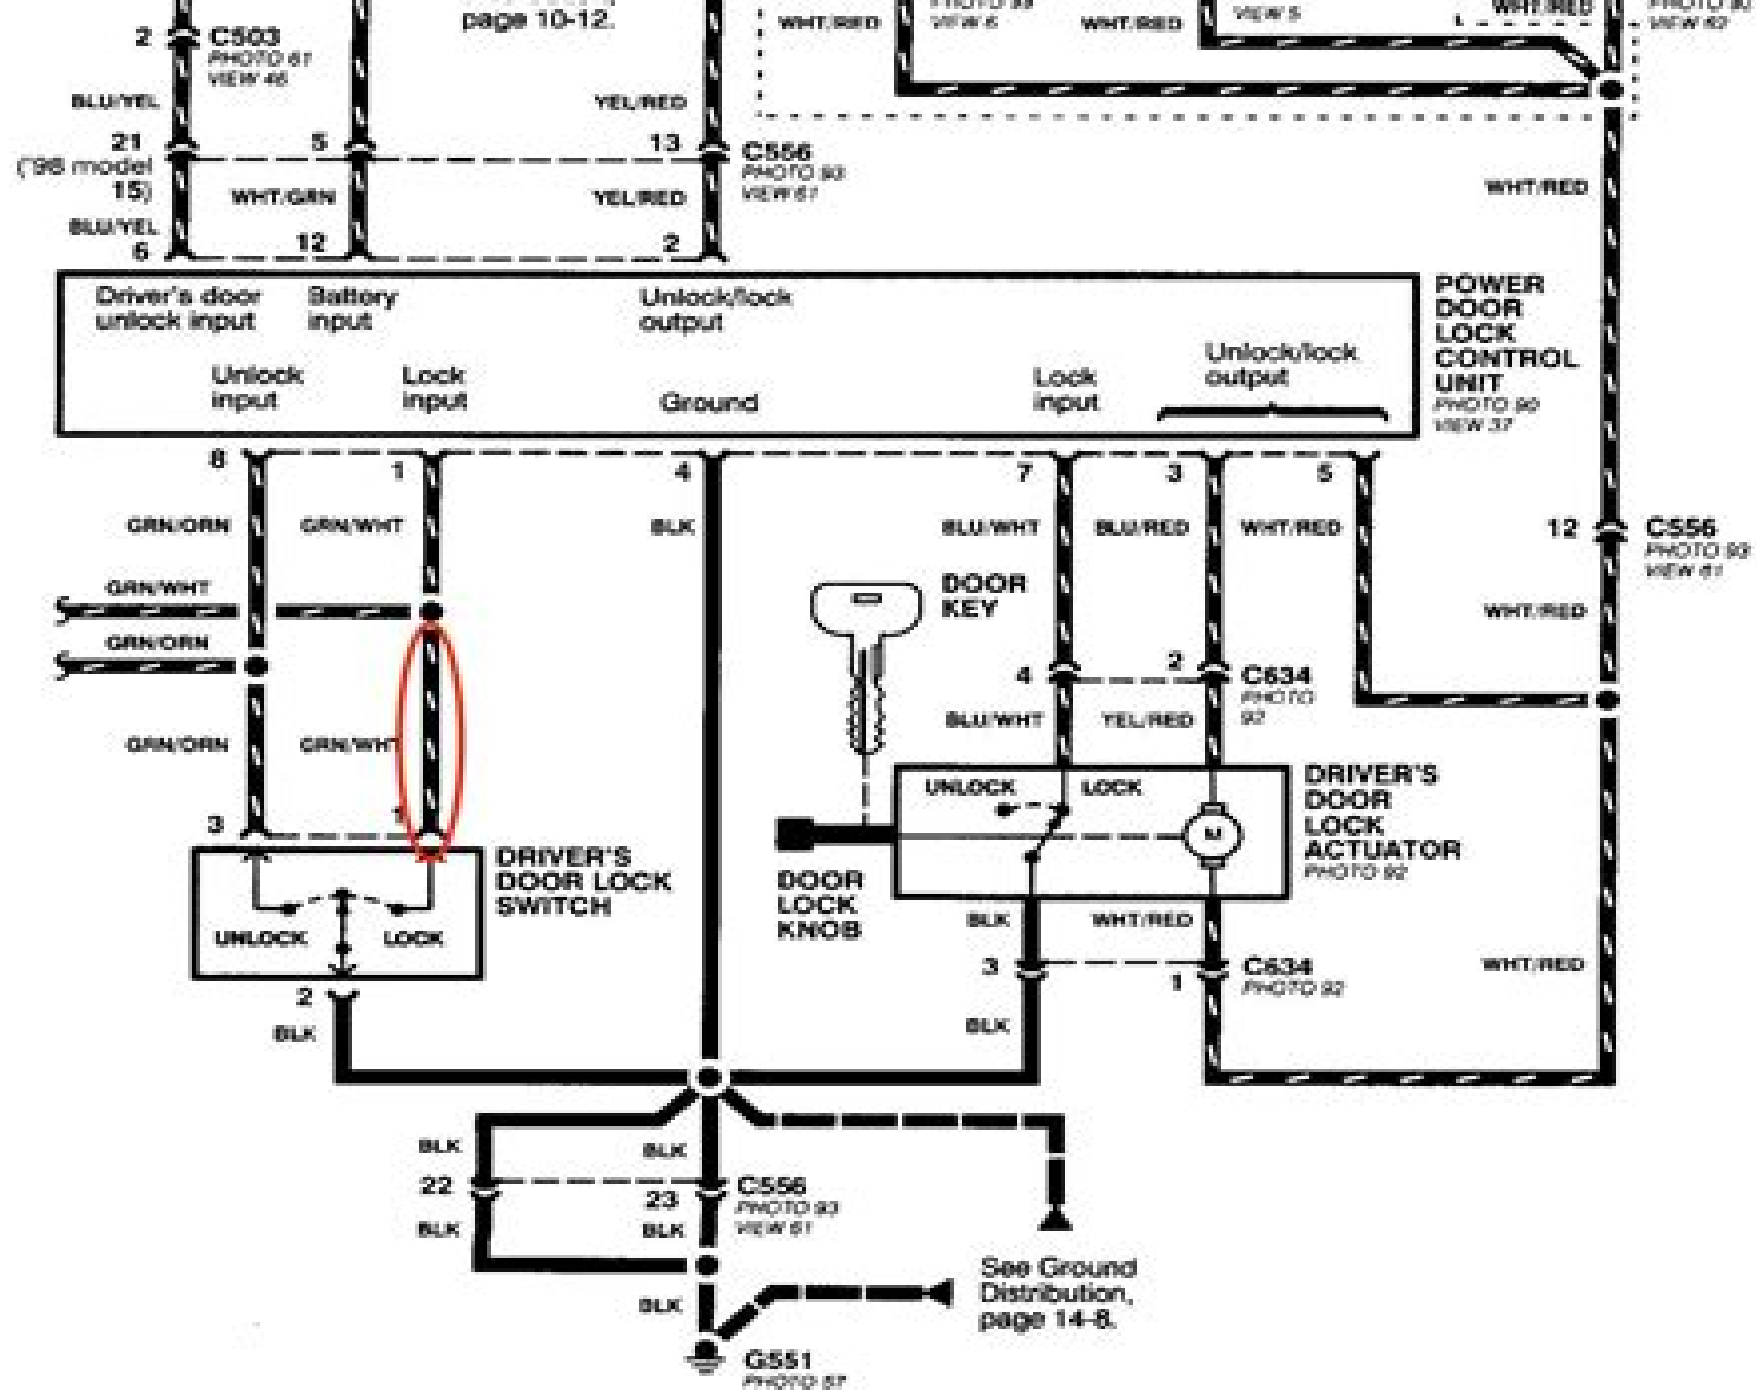 page 10-12.
WHT/RED
VIEW 6
WHT/RED
VIEW 5
WHT/RED
VIEW 62
2
C503
PHOTO 61
VIEW 46
BLU/YEL
YEL/RED
21
('98 model
15)
5
13
C556
PHOTO 93
VIEW 61
WHT/GRN
YEL/RED
WHT/RED
BLU/YEL
6
12
2
Driver's door
unlock input
Battery
input
Unlock/lock
output
Unlock
input
Lock
input
Ground
Lock
input
Unlock/lock
output
POWER
DOOR
LOCK
CONTROL
UNIT
PHOTO 90
VIEW 37
8
1
4
7
3
5
GRN/ORN
GRN/WHT
BLK
BLU/WHT
BLU/RED
WHT/RED
12
C556
PHOTO 93
VIEW 61
GRN/WHT
GRN/ORN
DOOR
KEY
WHT/RED
4
2
C634
PHOTO
92
GRN/ORN
GRN/WHT
BLU/WHT
YEL/RED
3
UNLOCK
LOCK
M
DRIVER'S
DOOR
LOCK
ACTUATOR
PHOTO 92
DRIVER'S
DOOR LOCK
SWITCH
UNLOCK
LOCK
DOOR
LOCK
KNOB
BLK
WHT/RED
3
1
C634
PHOTO 92
WHT/RED
2
BLK
BLK
BLK
BLK
22
23
C556
PHOTO 93
VIEW 61
BLK
BLK
See Ground
Distribution,
page 14-8.
BLK
G551
PHOTO 57